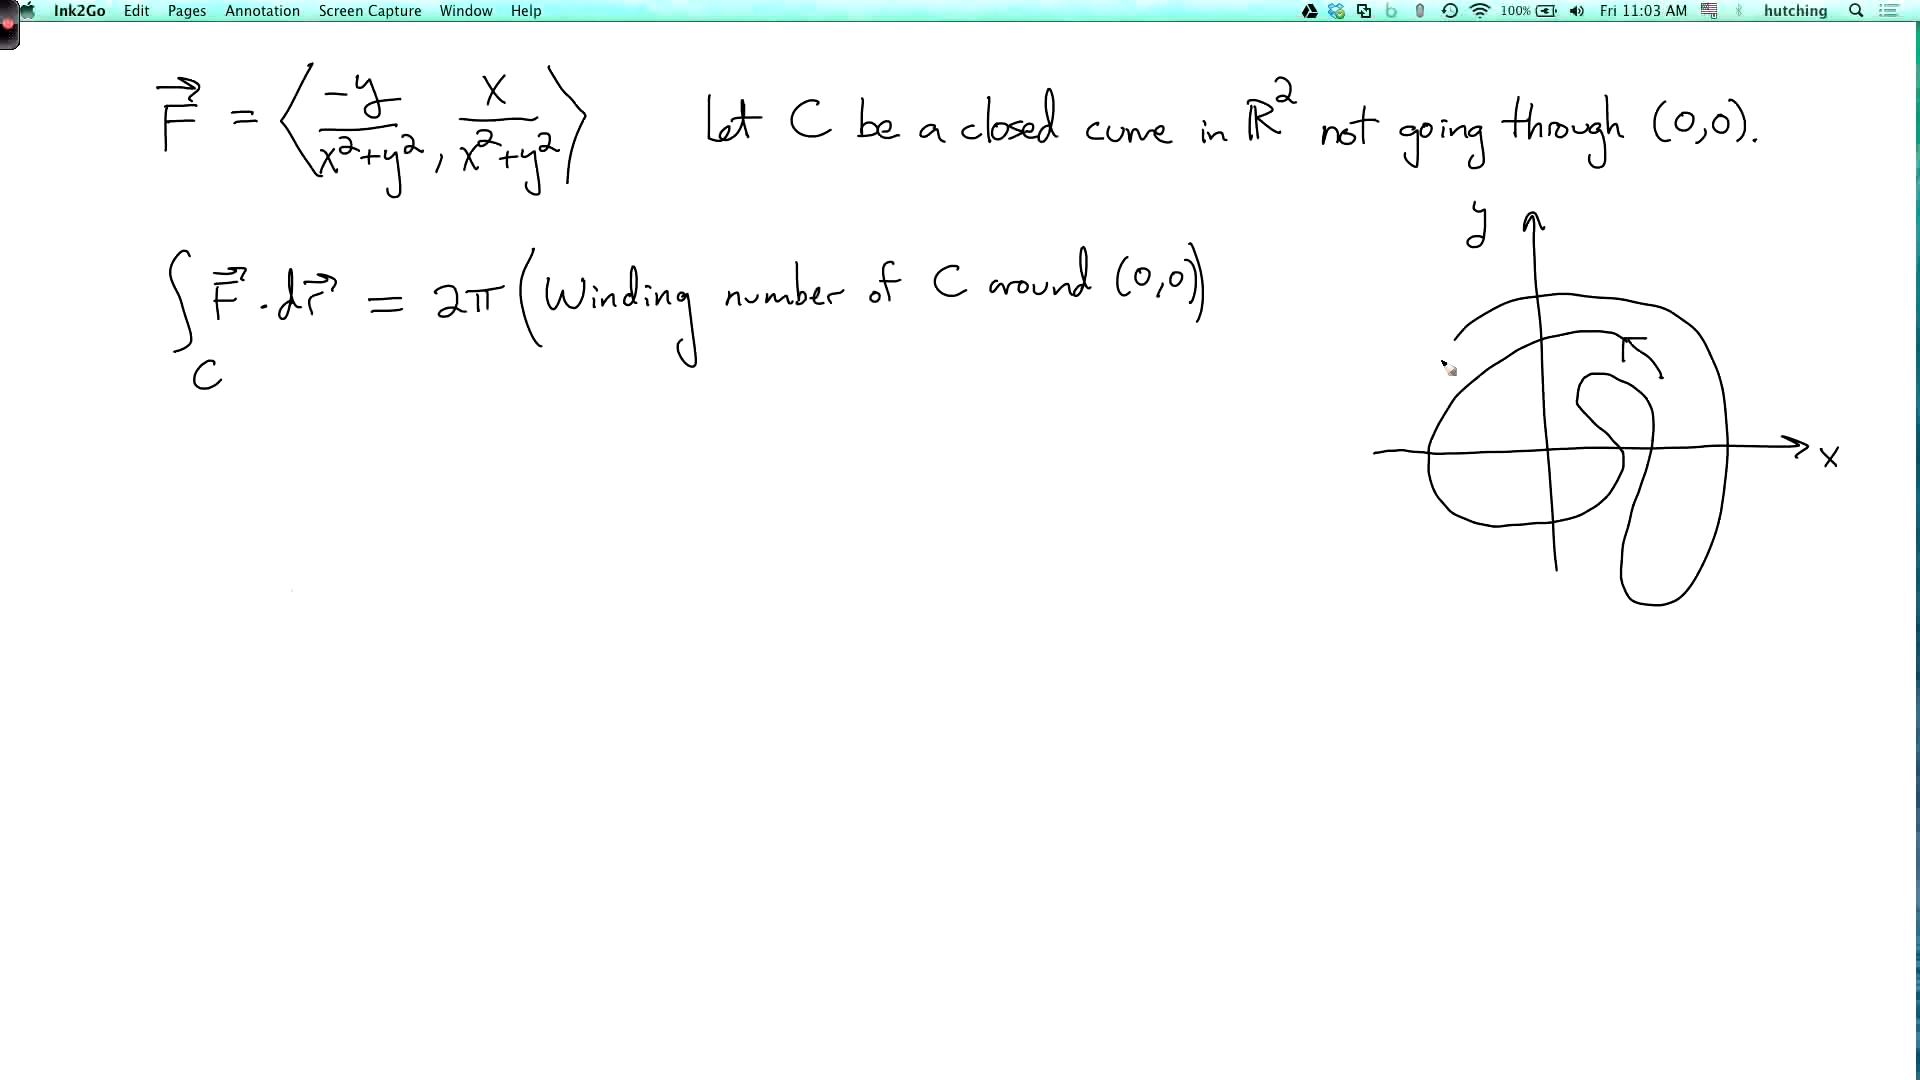 Ink2Go Edit Pages Annotation Screen Capture Window Help 100% Fri 11:03 AM hutching
F⃗ = ⟨ -y/(x²+y²), x/(x²+y²) ⟩ Let C be a closed curve in ℝ² not going through (0,0).
y
∫_C F⃗ · dr⃗ = 2π (Winding number of C around (0,0))
x